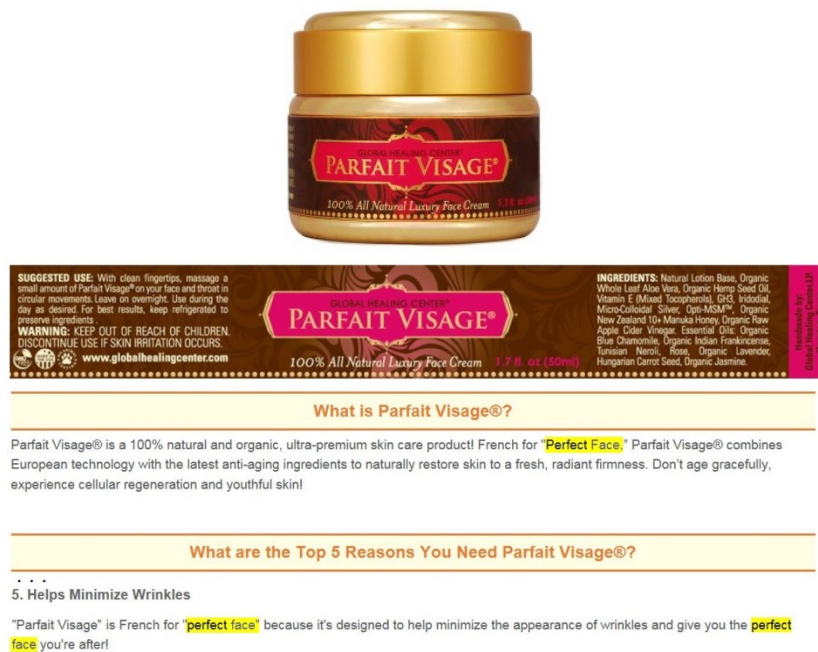 GLOBAL HEALING CENTER®
PARFAIT VISAGE®
100% All Natural Luxury Face Cream 1.7 fl. oz
SUGGESTED USE: With clean fingertips, massage a
small amount of Parfait Visage® on your face and throat in
circular movements. Leave on overnight. Use during the
day as desired. For best results, keep refrigerated to
preserve ingredients.
WARNING: KEEP OUT OF REACH OF CHILDREN.
DISCONTINUE USE IF SKIN IRRITATION OCCURS.
www.globalhealingcenter.com
GLOBAL HEALING CENTER®
PARFAIT VISAGE®
100% All Natural Luxury Face Cream 1.7 fl. oz (50ml)
INGREDIENTS: Natural Lotion Base, Organic
Whole Leaf Aloe Vera, Organic Hemp Seed Oil,
Vitamin E (Mixed Tocopherols), GH3, Iridodial,
Micro-Colloidal Silver, Opti-MSM™, Organic
New Zealand 10+ Manuka Honey, Organic Raw
Apple Cider Vinegar. Essential Oils: Organic
Blue Chamomile, Organic Indian Frankincense,
Tunisian Neroli, Rose, Organic Lavender,
Hungarian Carrot Seed, Organic Jasmine.
Handmade by:
Global Healing Center, LP.
What is Parfait Visage®?
Parfait Visage® is a 100% natural and organic, ultra-premium skin care product! French for "Perfect Face." Parfait Visage® combines
European technology with the latest anti-aging ingredients to naturally restore skin to a fresh, radiant firmness. Don't age gracefully,
experience cellular regeneration and youthful skin!
What are the Top 5 Reasons You Need Parfait Visage®?
. . .
5. Helps Minimize Wrinkles
"Parfait Visage" is French for "perfect face" because it's designed to help minimize the appearance of wrinkles and give you the perfect
face you're after!